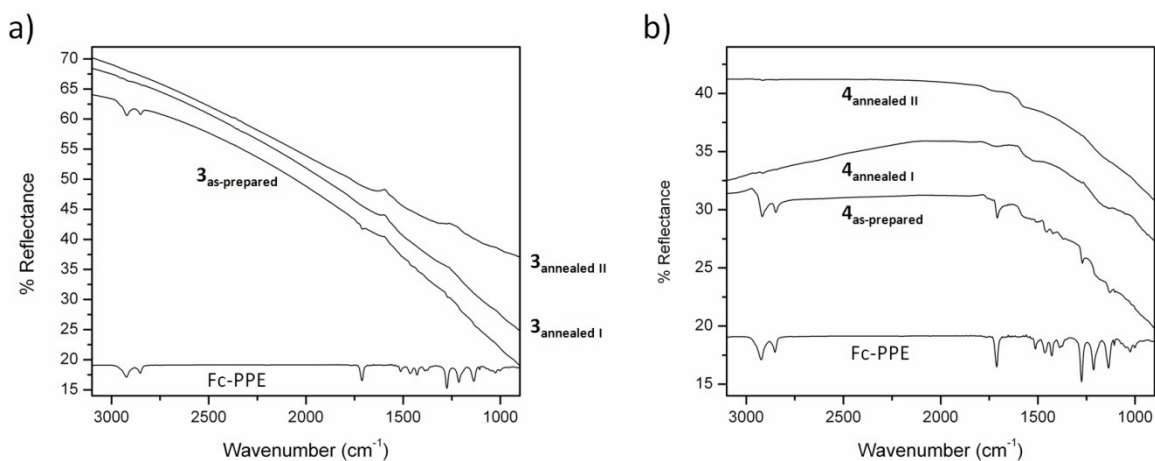 a)
70
65
60
55
50
45
40
35
30
25
20
15
% Reflectance
3as-prepared
3annealed II
3annealed I
Fc-PPE
3000 2500 2000 1500 1000
Wavenumber (cm-1)
b)
40
35
30
25
20
15
% Reflectance
4annealed II
4annealed I
4as-prepared
Fc-PPE
3000 2500 2000 1500 1000
Wavenumber (cm-1)